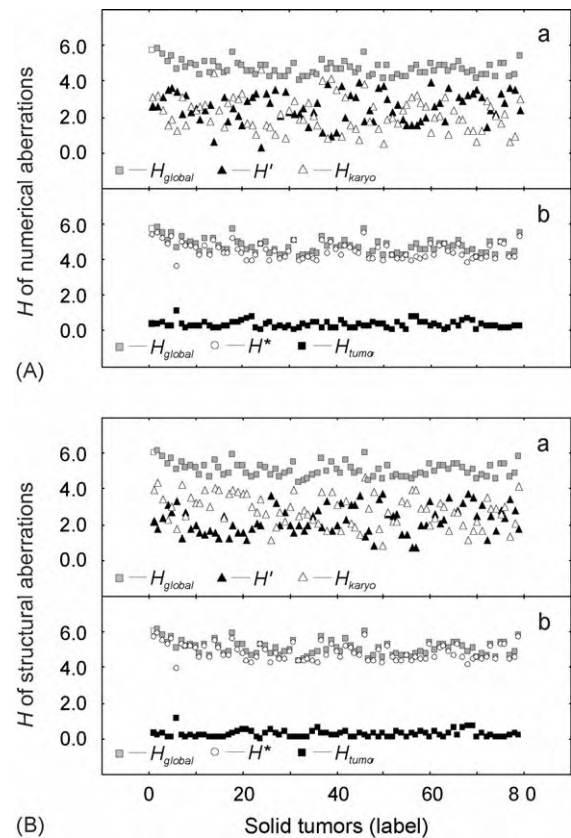 H of numerical aberrations
a
6.0
4.0
2.0
0.0
H_global H' H_karyo
b
6.0
4.0
2.0
0.0
H_global H* H_tumor
(A)
H of structural aberrations
a
6.0
4.0
2.0
0.0
H_global H' H_karyo
b
6.0
4.0
2.0
0.0
H_global H* H_tumor
0 20 40 60 8 0
(B)
Solid tumors (label)